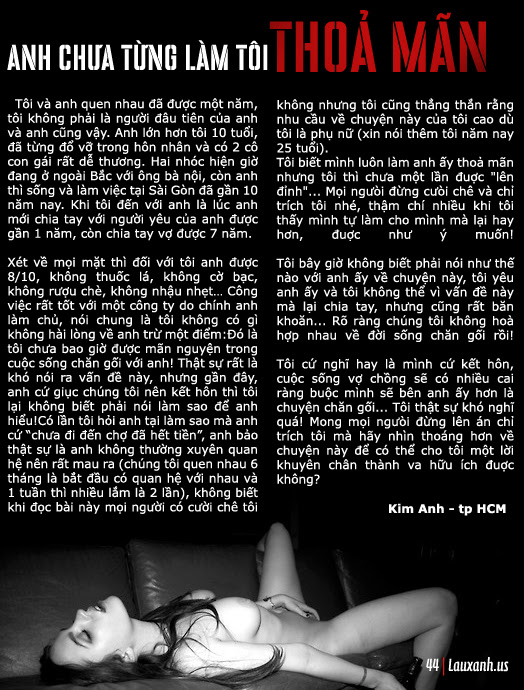 ANH CHƯA TỪNG LÀM TÔI THOẢ MÃN
Tôi và anh quen nhau đã được một năm,
tôi không phải là người đầu tiên của anh
và anh cũng vậy. Anh lớn hơn tôi 10 tuổi,
đã từng đổ vỡ trong hôn nhân và có 2 cô
con gái rất dễ thương. Hai nhóc hiện giờ
đang ở ngoài Bắc với ông bà nội, còn anh
thì sống và làm việc tại Sài Gòn đã gần 10
năm nay. Khi tôi đến với anh là lúc anh
mới chia tay với người yêu của anh được
gần 1 năm, còn chia tay vợ được 7 năm.
Xét về mọi mặt thì đối với tôi anh được
8/10, không thuốc lá, không cờ bạc,
không rượu chè, không nhậu nhẹt... Công
việc rất tốt với một công ty do chính anh
làm chủ, nói chung là tôi không có gì
không hài lòng về anh trừ một điểm:Đó là
tôi chưa bao giờ được mãn nguyện trong
cuộc sống chăn gối với anh! Thật sự rất là
khó nói ra vấn đề này, nhưng gần đây,
anh cứ giục chúng tôi nên kết hôn thì tôi
lại không biết phải nói làm sao để anh
hiểu!Có lần tôi hỏi anh tại làm sao mà anh
cứ “chưa đi đến chợ đã hết tiền”, anh bảo
thật sự là anh không thường xuyên quan
hệ nên rất mau ra (chúng tôi quen nhau 6
tháng là bắt đầu có quan hệ với nhau và
1 tuần thì nhiều lắm là 2 lần), không biết
khi đọc bài này mọi người có cười chê tôi
không nhưng tôi cũng thẳng thắn rằng
nhu cầu về chuyện này của tôi cao dù
tôi là phụ nữ (xin nói thêm tôi năm nay
25 tuổi).
Tôi biết mình luôn làm anh ấy thoả mãn
nhưng tôi thì chưa một lần đuợc "lên
đỉnh"... Mọi nguời đừng cuời chê và chỉ
trích tôi nhé, thậm chí nhiều khi tôi
thấy mình tự làm cho mình mà lại hay
hơn, đuợc như ý muốn!
Tôi bây giờ không biết phải nói như thế
nào với anh ấy về chuyện này, tôi yêu
anh ấy và tôi không thể vì vấn đề này
mà lại chia tay, nhưng cũng rất băn
khoăn... Rõ ràng chúng tôi không hoà
hợp nhau về đời sống chăn gối rồi!
Tôi cứ nghĩ hay là mình cứ kết hôn,
cuộc sống vợ chồng sẽ có nhiều cai
ràng buộc mình sẽ bên anh ấy hơn là
chuyện chăn gối... Tôi thật sự khó nghĩ
quá! Mong mọi nguời đừng lên án chỉ
trích tôi mà hãy nhìn thoáng hơn về
chuyện này để có thể cho tôi một lời
khuyên chân thành va hữu ích đuợc
không?
Kim Anh - tp HCM
44 | Lauxanh.us